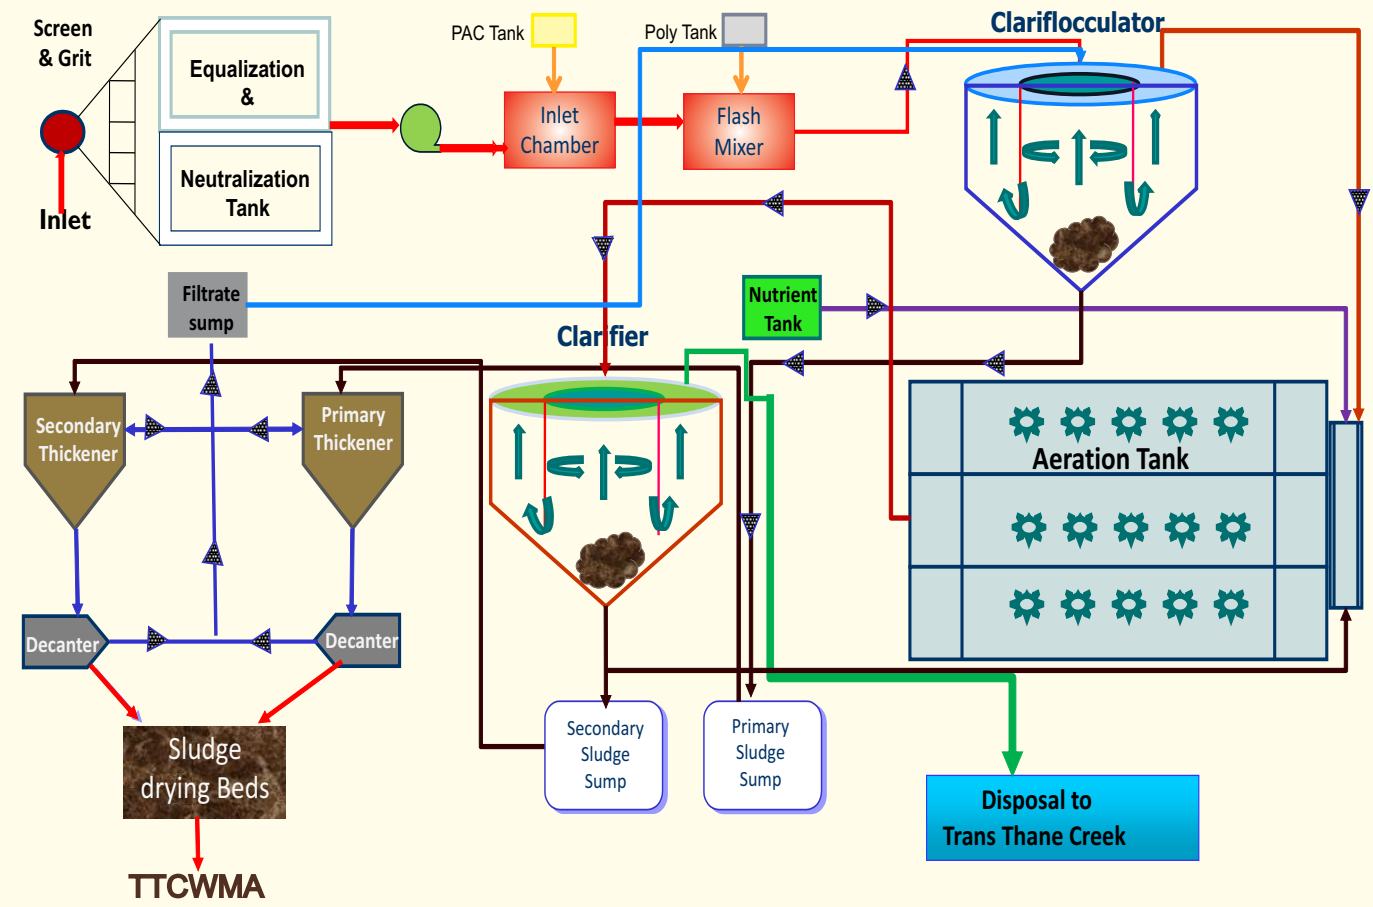 Screen
& Grit
Equalization
&
Neutralization
Tank
Inlet
PAC Tank
Poly Tank
Inlet
Chamber
Flash
Mixer
Clariflocculator
Filtrate
sump
Nutrient
Tank
Clarifier
Secondary
Thickener
Primary
Thickener
Aeration Tank
Decanter
Decanter
Secondary
Sludge
Sump
Primary
Sludge
Sump
Sludge
drying Beds
Disposal to
Trans Thane Creek
TTCWMA